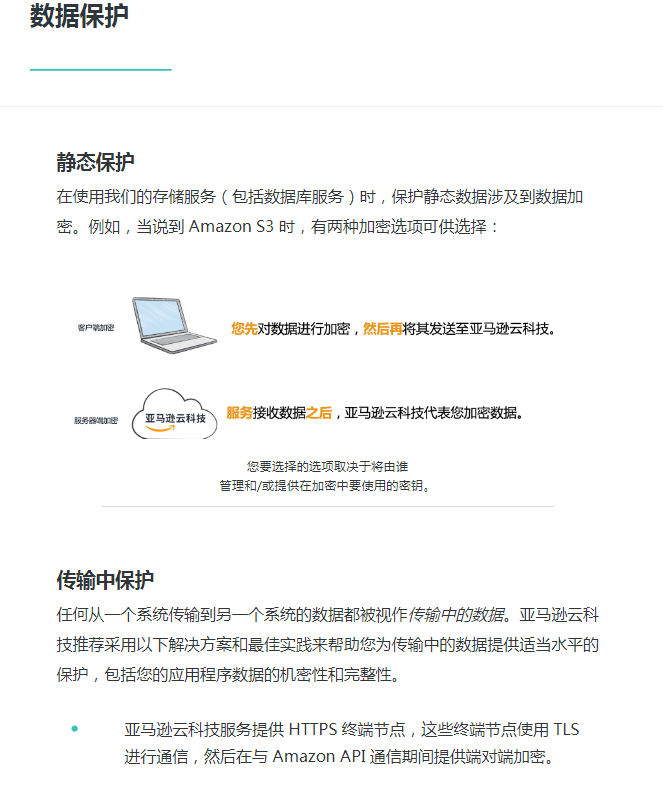 数据保护
静态保护
在使用我们的存储服务（包括数据库服务）时，保护静态数据涉及到数据加
密。例如，当说到 Amazon S3 时，有两种加密选项可供选择：
客户端加密
您先对数据进行加密，然后再将其发送至亚马逊云科技。
服务器端加密
亚马逊云科技
服务接收数据之后，亚马逊云科技代表您加密数据。
您要选择的选项取决于将由谁
管理和/或提供在加密中要使用的密钥。
传输中保护
任何从一个系统传输到另一个系统的数据都被视作传输中的数据。亚马逊云科
技推荐采用以下解决方案和最佳实践来帮助您为传输中的数据提供适当水平的
保护，包括您的应用程序数据的机密性和完整性。
亚马逊云科技服务提供 HTTPS 终端节点，这些终端节点使用 TLS
进行通信，然后在与 Amazon API 通信期间提供端对端加密。